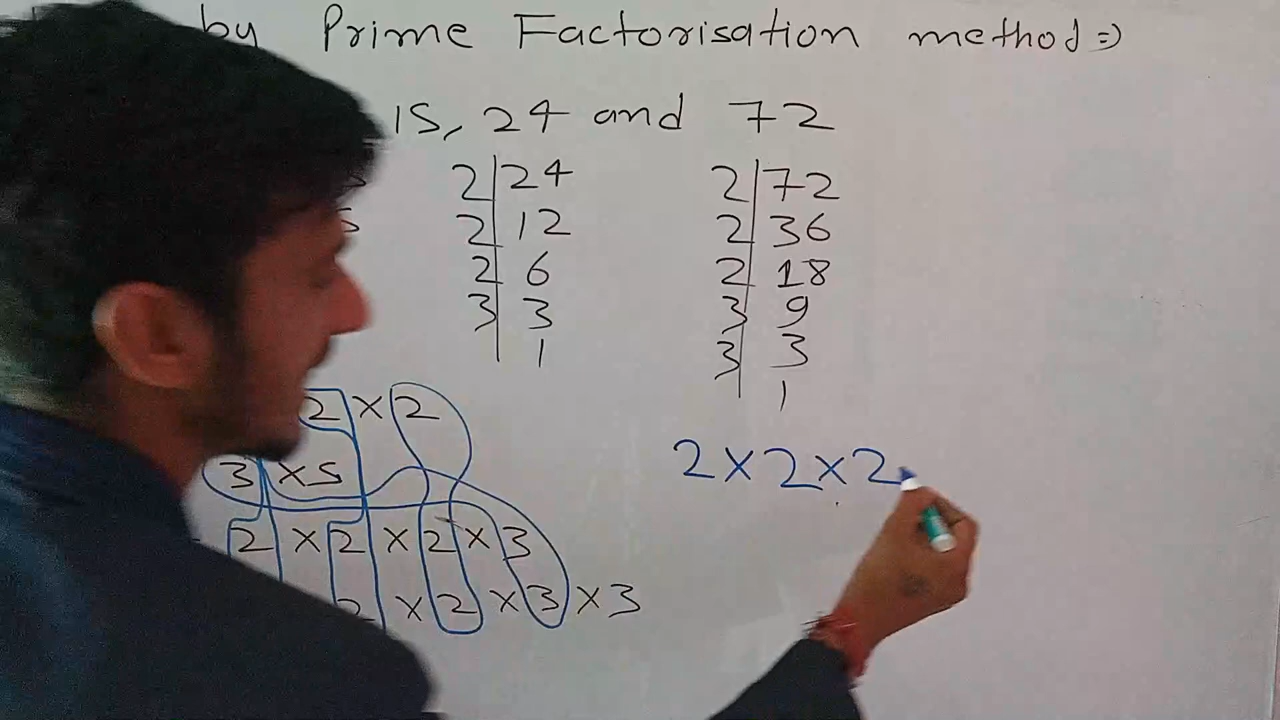 by Prime Factorisation method ⇒
15, 24 and 72
2 | 24
2 | 12
2 | 6
3 | 3
1
2 | 72
2 | 36
2 | 18
3 | 9
3 | 3
1
2 × 2
3 × 5
2 × 2 × 2 × 3
2 × 2 × 3 × 3
2 × 2 × 2